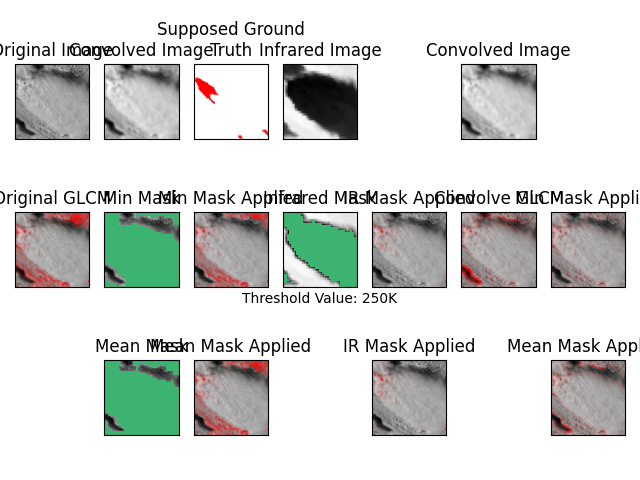 Supposed Ground
Original Image Convolved Image Truth Infrared Image Convolved Image
Original GLCM Min Mask Min Mask Applied Infrared Mask IR Mask Applied Convolve GLCM Min Mask Appli
Threshold Value: 250K
Mean Mask Mean Mask Applied IR Mask Applied Mean Mask Appl